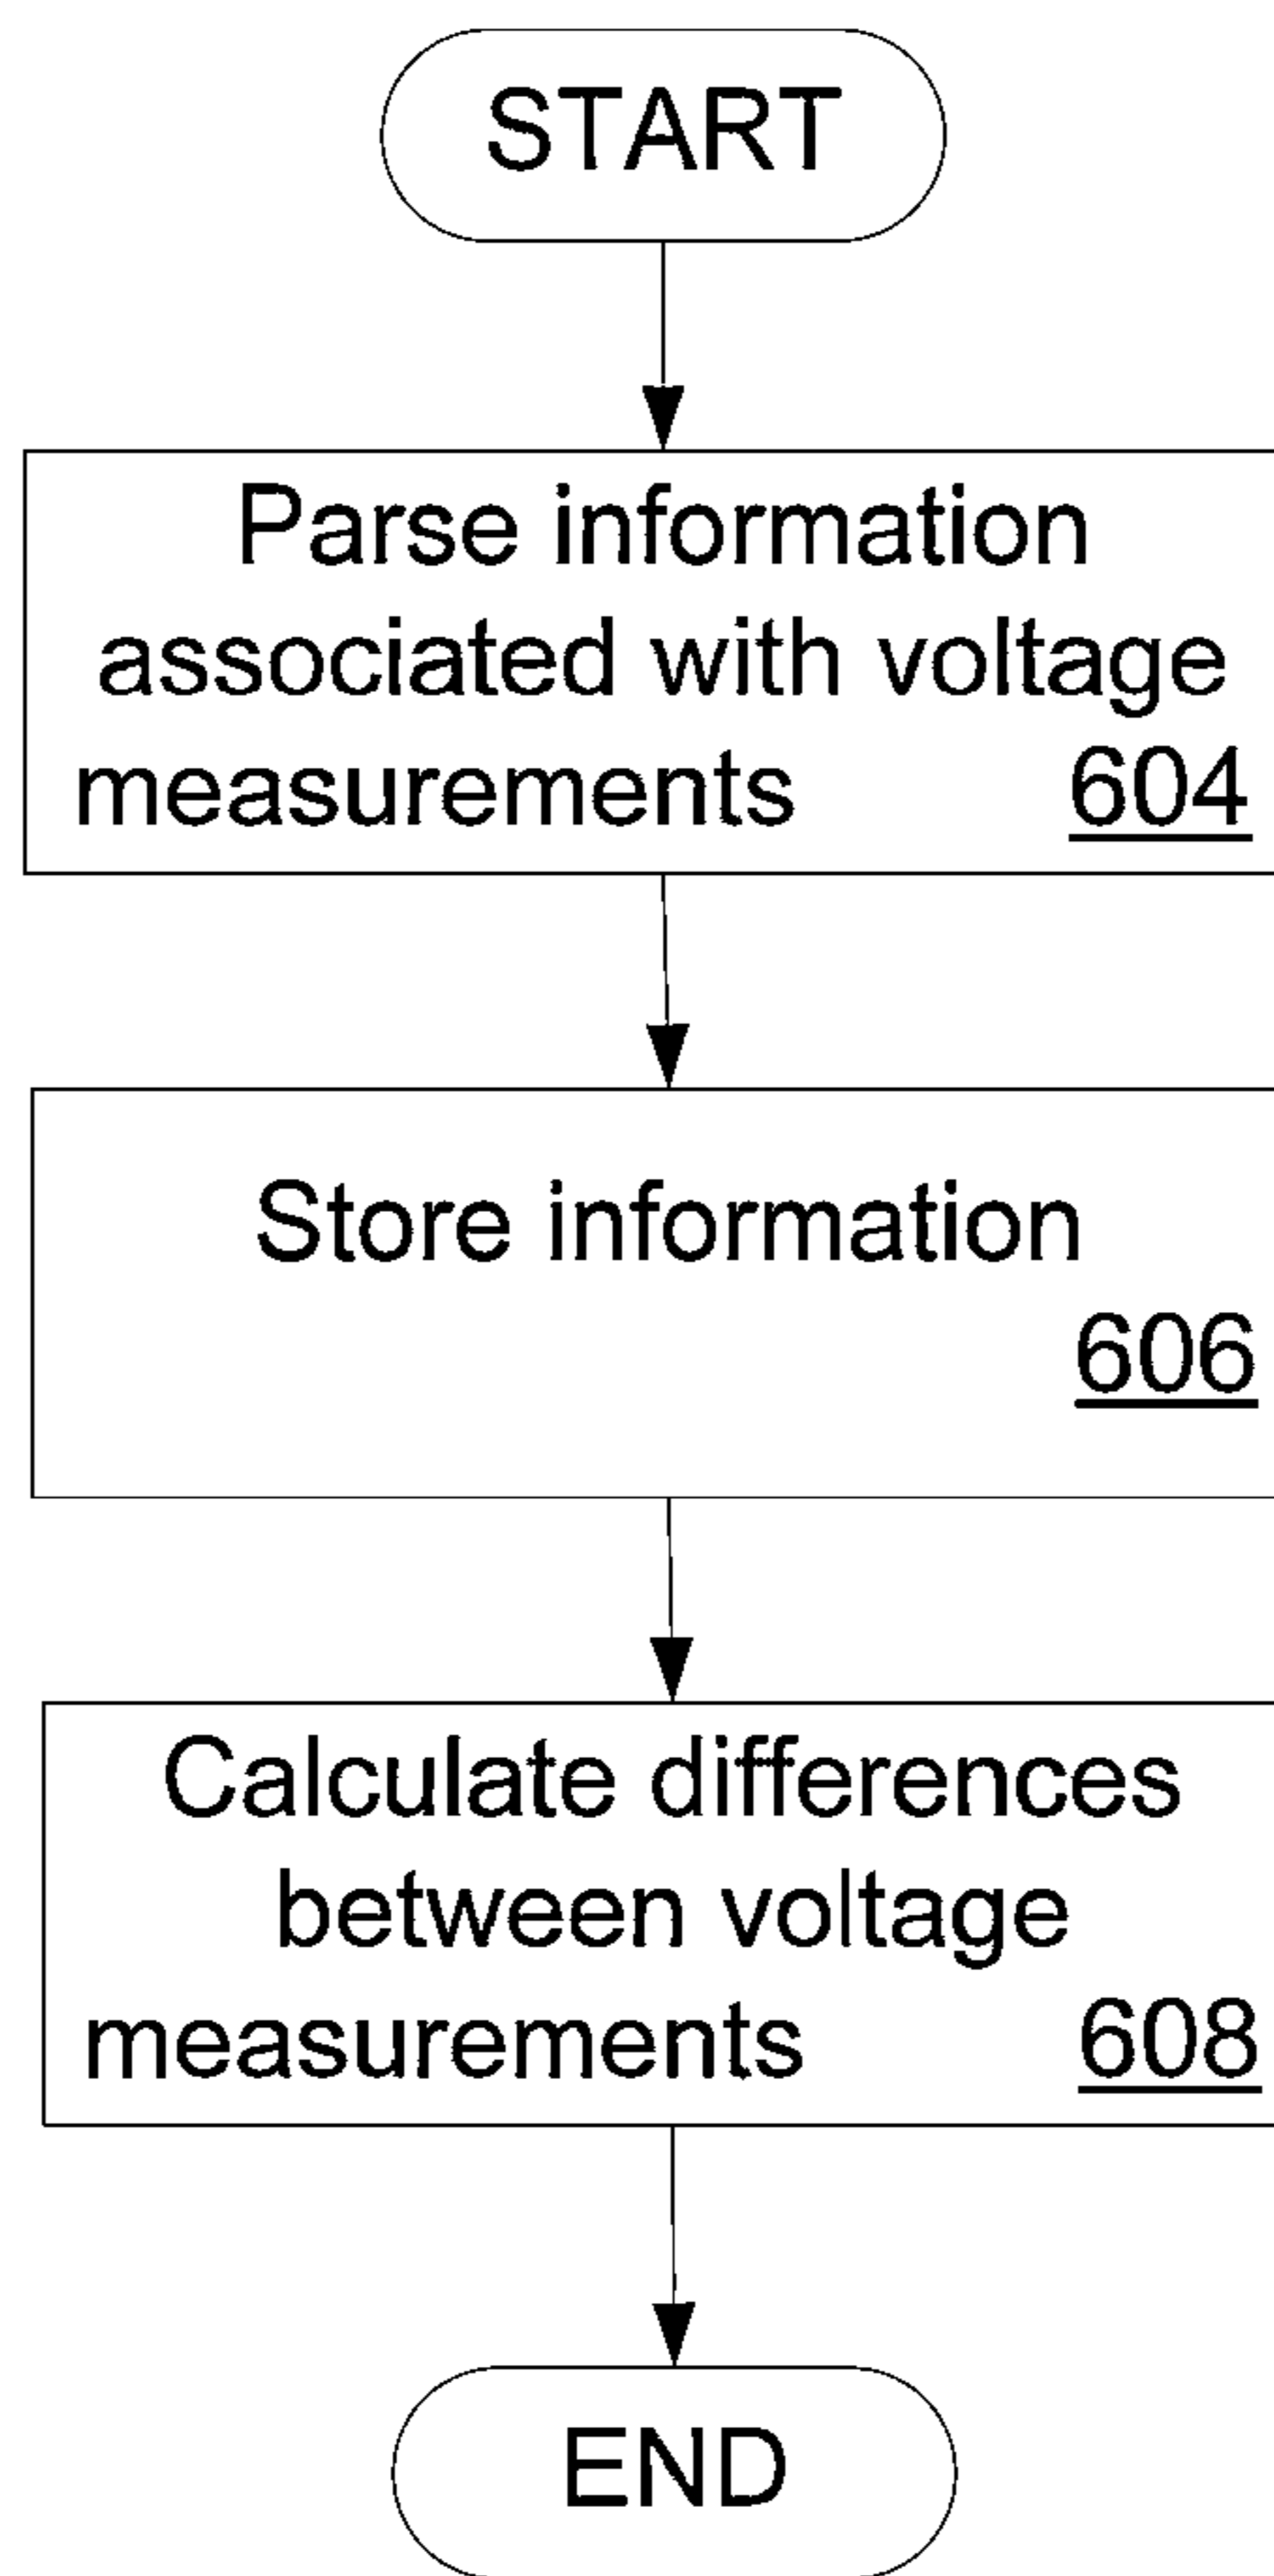 START
Parse information
associated with voltage
measurements 604
Store information
606
Calculate differences
between voltage
measurements 608
END